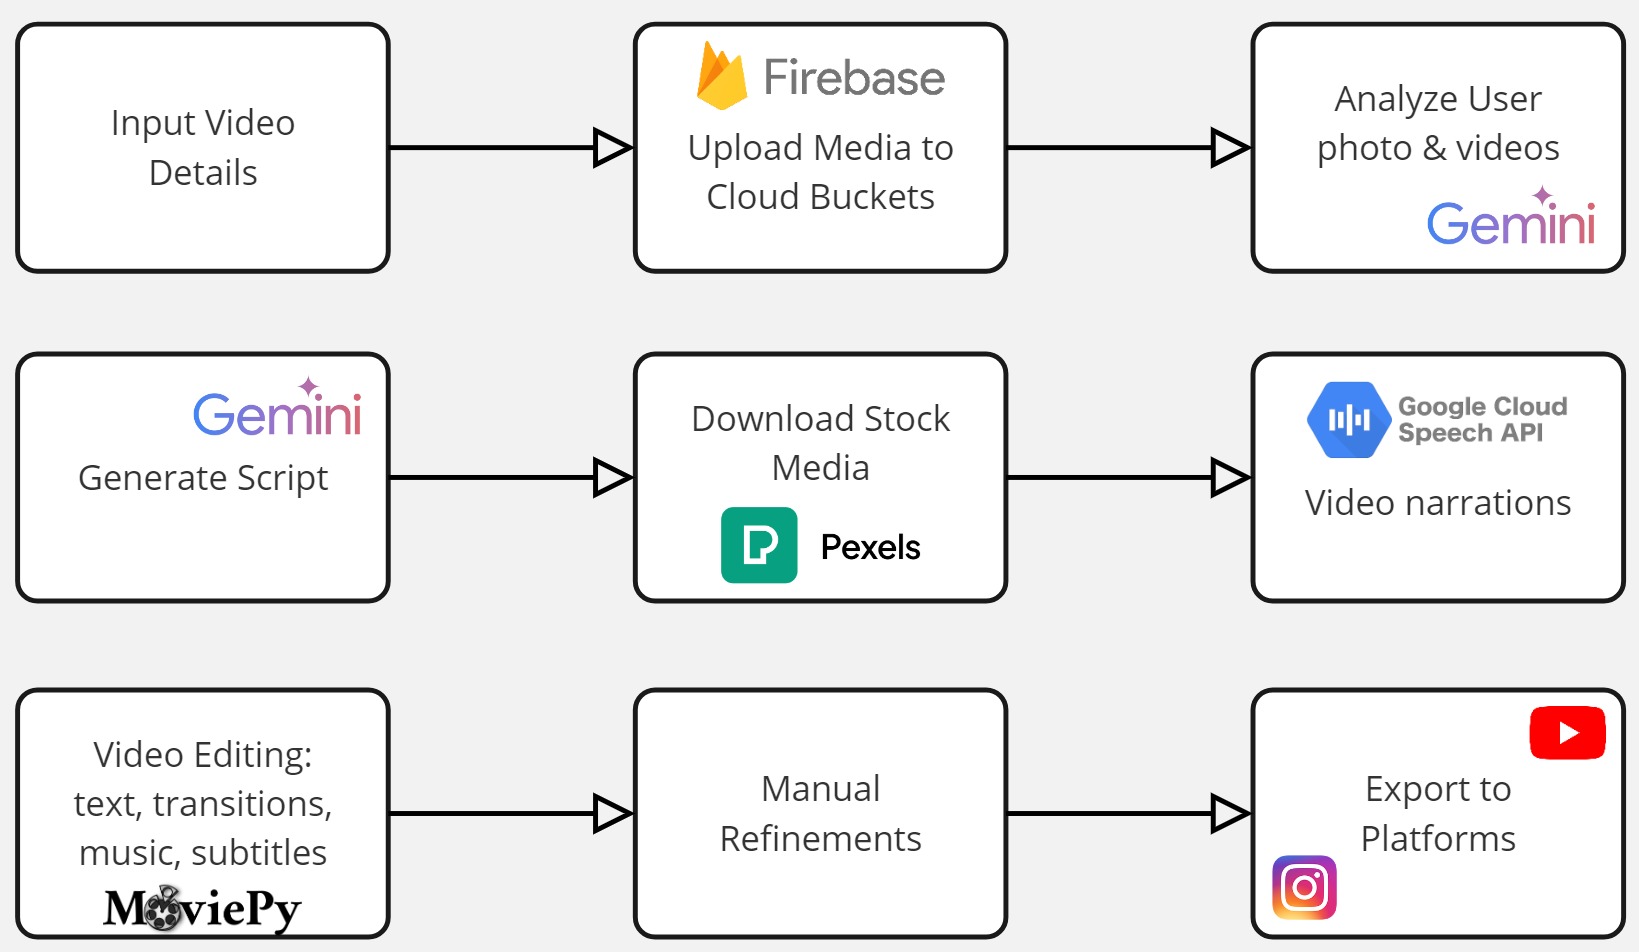 Input Video
Details
Firebase
Upload Media to
Cloud Buckets
Analyze User
photo & videos
Gemini
Gemini
Generate Script
Download Stock
Media
Pexels
Google Cloud
Speech API
Video narrations
Video Editing:
text, transitions,
music, subtitles
MoviePy
Manual
Refinements
Export to
Platforms